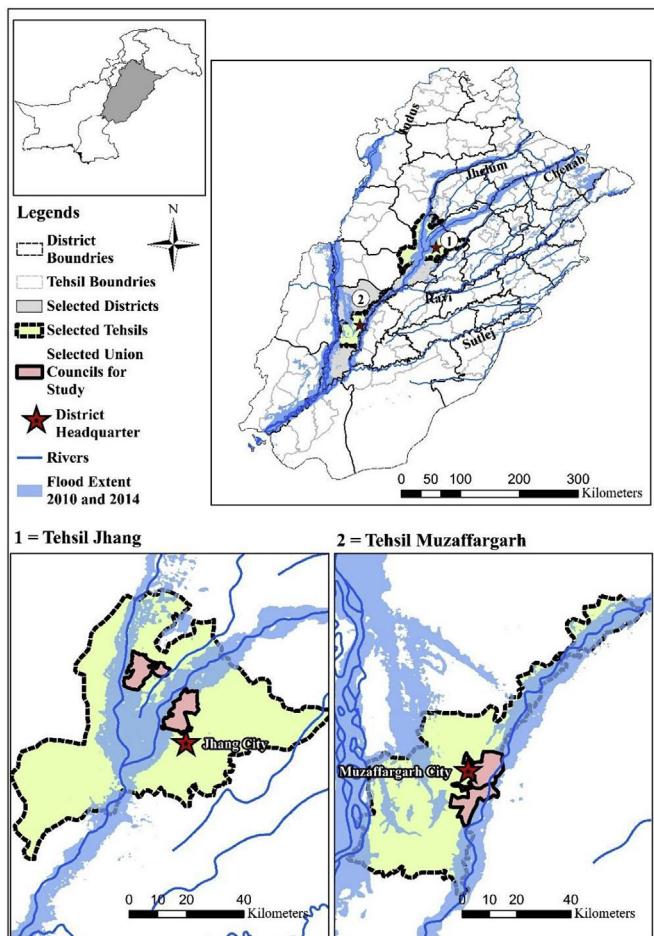 Indus
Jhelum
Chenab
1
2
Ravi
Sutlej
0 50 100 200 300
Kilometers
Legends
N
District
Boundries
Tehsil Boundaries
Selected Districts
Selected Tehsils
Selected Union
Councils for
Study
District
Headquarter
Rivers
Flood Extent
2010 and 2014
1 = Tehsil Jhang
Jhang City
0 10 20 40
Kilometers
2 = Tehsil Muzaffargarh
Muzaffargarh City
0 10 20 40
Kilometers